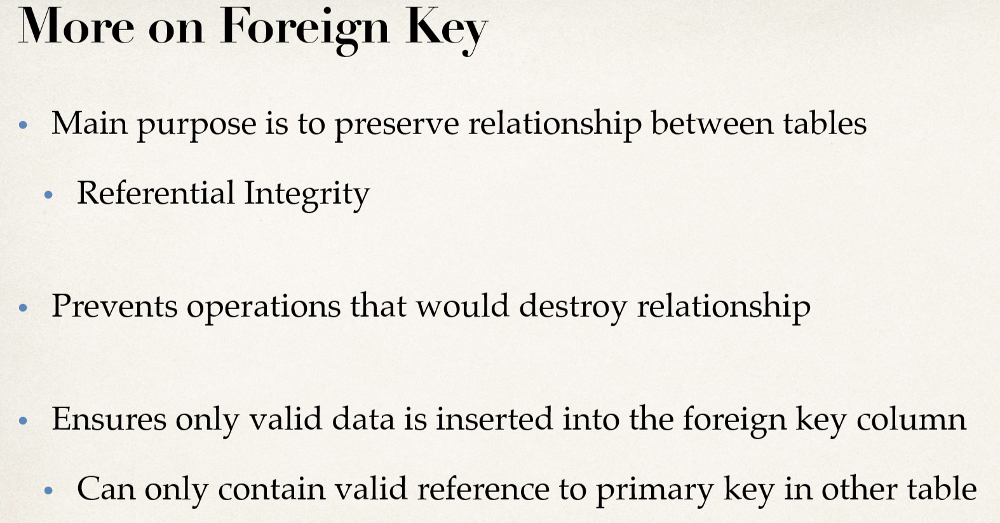 More on Foreign Key
• Main purpose is to preserve relationship between tables
• Referential Integrity
• Prevents operations that would destroy relationship
• Ensures only valid data is inserted into the foreign key column
• Can only contain valid reference to primary key in other table